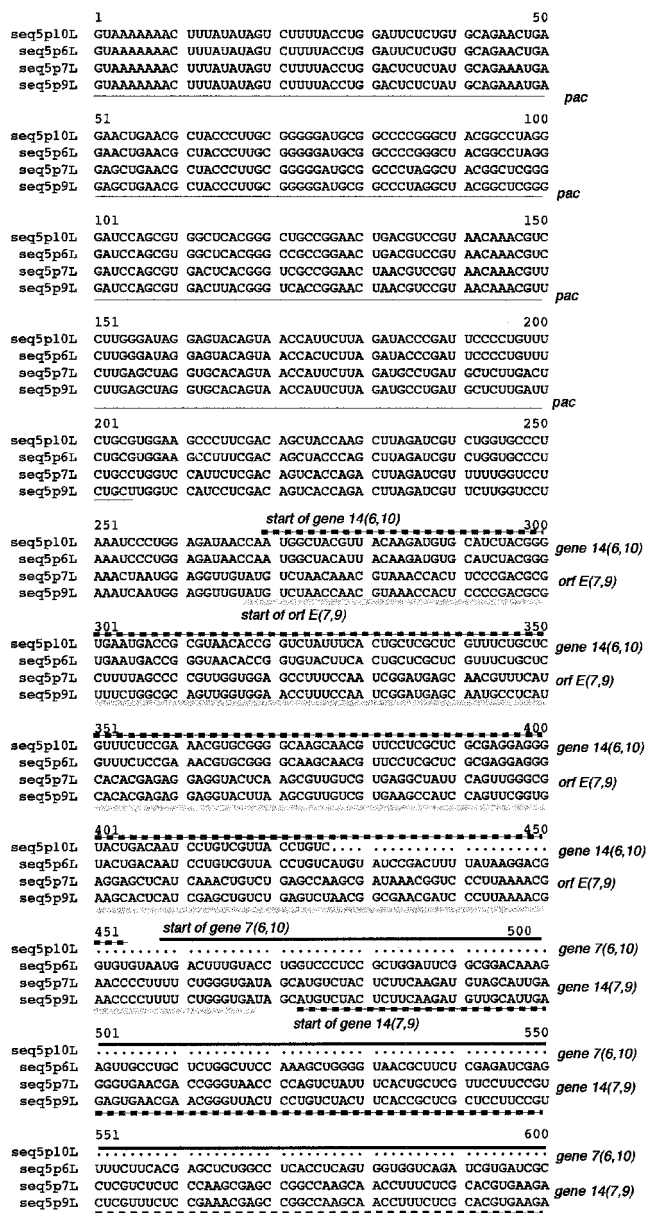 1 50
seq5p10L GUAAAAAAAC UUUAUAUAGU CUUUUACCUG GAUUCUCUGU GCAGAACUGA
seq5p6L GUAAAAAAAC UUUAUAUAGU CUUUUACCUG GAUUCUCUGU GCAGAACUGA
seq5p7L GUAAAAAAAC UUUAUAUAGU CUUUUACCUG GACUCUCUAU GCAGAAAUGA
seq5p9L GUAAAAAAAC UUUAUAUAGU CUUUUACCUG GACUCUCUAU GCAGAAAUGA
pac
51 100
seq5p10L GAACUGAACG CUACCCUUGC GGGGGAUGCG GCCCCGGGCU ACGGCCUAGG
seq5p6L GAACUGAACG CUACCCUUGC GGGGGAUGCG GCCCCGGGCU ACGGCCUAGG
seq5p7L GAGCUGAACG CUACCCUUGC GGGGGAUGCG GCCCUAGGCU ACGGCUCGGG
seq5p9L GAGCUGAACG CUACCCUUGC GGGGGAUGCG GCCCUAGGCU ACGGCUCGGG
pac
101 150
seq5p10L GAUCCAGCGU GGCUCACGGG CUGCCGGAAC UGACGUCCGU AACAAACGUC
seq5p6L GAUCCAGCGU GGCUCACGGG CCGCCGGAAC UGACGUCCGU AACAAACGUC
seq5p7L GAUCCAGCGU GACUCACGGG UCGCCGGAAC UAACGUCCGU AACAAACGUU
seq5p9L GAUCCAGCGU GACUUACGGG UCACCGGAAC UAACGUCCGU AACAAACGUU
pac
151 200
seq5p10L CUUGGGAUAG GAGUACAGUA ACCAUUCUUA GAUACCCGAU UCCCCUGUUU
seq5p6L CUUGGGAUAG GAGUACAGUA ACCACUCUUA GAUACCCGAU UCCCCUGUUU
seq5p7L CUUGAGCUAG GUGCACAGUA ACCAUUCUUA GAUGCCUGAU GCUCUUGACU
seq5p9L CUUGAGCUAG GUGCACAGUA ACCAUUCUUA GAUGCCUGAU GCUCUUGAUU
pac
201 250
seq5p10L CUGCGUGGAA GCCCUUCGAC AGCUACCAAG CUUAGAUCGU CUGGUGCCCU
seq5p6L CUGCGUGGAA GCCUUUCGAC AGCUACCCAG CUUAGAUCGU CUGGUGCCCU
seq5p7L CUGCCUGGUC CAUUCUCGAC AGUCACCAGA CUUAGAUCGU UUUUGGUCCU
seq5p9L CUGCUUGGUC CAUCCUCGAC AGUCACCAGA CUUAGAUCGU UCUUGGUCCU
start of gene 14(6,10)
251 300
seq5p10L AAAUCCCUGG AGAUAACCAA UGGCUACGUU ACAAGAUGUG CAUCUACGGG gene 14(6,10)
seq5p6L AAAUCCCUGG AGAUAACCAA UGGCUACAUU ACAAGAUGUG CAUCUACGGG
seq5p7L AAACUAAUGG AGGUUGUAUG UCUAACAAAC GUAAACCACU UCCCGACGCG orf E(7,9)
seq5p9L AAAUCAAUGG AGGUUGUAUG UCUAACCAAC GUAAACCACU CCCCGACGCG
start of orf E(7,9)
301 350
seq5p10L UGAAUGACCG CGUAACACCG GUCUAUUUCA CUGCUCGCUC GUUUCUGCUC gene 14(6,10)
seq5p6L UGAAUGACCG GGUAACACCG GUGUACUUCA CUGCUCGCUC GUUUCUGCUC
seq5p7L CUUUUAGCCC CGUUGGUGGA GCCUUUCCAA UCGGAUGAGC AACGUUUCAU orf E(7,9)
seq5p9L UUUCUGGCGC AGUUGGUGGA ACCUUUCCAA UCGGAUGAGC AAUGCCUCAU
351 400
seq5p10L GUUUCUCCGA AACGUGCGGG GCAAGCAACG UUCCUCGCUC GCGAGGAGGG gene 14(6,10)
seq5p6L GUUUCUCCGA AACGUGCGGG GCAAGCAACG UUCCUCGCUC GCGAGGAGGG
seq5p7L CACACGAGAG GAGGUACUCA AGCGUUGUCG UGAGGCUAUU CAGUUGGGCG orf E(7,9)
seq5p9L CACACGAGAG GAGGUACUUA AGCGUUGUCG UGAAGCCAUC CAGUUCGGUG
401 450
seq5p10L UACUGACAAU CCUGUCGUUA CCUGUC.... .......... .......... gene 14(6,10)
seq5p6L UACUGACAAU CCUGUCGUUA CCUGUCAUGU AUCCGACUUU UAUAAGGACG
seq5p7L AGGAGCUCAU CAAACUGUCU GAGCCAAGCG AUAAACGGUC CCUUAAAACG orf E(7,9)
seq5p9L AAGCACUCAU CGAGCUGUCU GAGUCUAACG GCGAACGAUC CCUUAAAACG
start of gene 7(6,10)
451 500
seq5p10L .......... .......... .......... .......... .......... gene 7(6,10)
seq5p6L GUGUGUAAUG ACUUUGUACC UGGUCCCUCC GCUGGAUUCG GCGGACAAAG
seq5p7L AACCCCUUUU CUGGGUGAUA GCAUGUCUAC UCUUCAAGAU GUAGCAUUGA gene 14(7,9)
seq5p9L AACCCCUUUU CUGGGUGAUA GCAUGUCUAC UCUUCAAGAU GUUGCAUUGA
start of gene 14(7,9)
501 550
seq5p10L .......... .......... .......... .......... .......... gene 7(6,10)
seq5p6L AGUUGCCUGC UCUGGCUUCC AAAGCUGGGG UAACGCUUCU CGAGAUCGAG
seq5p7L GGGUGAACGA CCGGGUAACC CCAGUCUAUU UCACUGCUCG UUCCUUCCGU gene 14(7,9)
seq5p9L GAGUGAACGA ACGGGUUACU CCUGUCUACU UCACCGCUCG CUCCUUCCGU
551 600
seq5p10L .......... .......... .......... .......... .......... gene 7(6,10)
seq5p6L UUUCUUCACG AGCUCUGGCC UCACCUCAGU GGUGGUCAGA UCGUGAUCGC
seq5p7L CUCGUCUCUC CCAAGCGAGC CGGCCAAGCA ACCUUUCUCG CACGUGAAGA gene 14(7,9)
seq5p9L CUCGUUUCUC CGAAACGAGC CGGCCAAGCA ACCUUUCUCG CACGUGAAGA